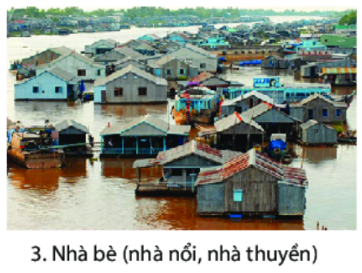 3. Nhà bè (nhà nổi, nhà thuyền)